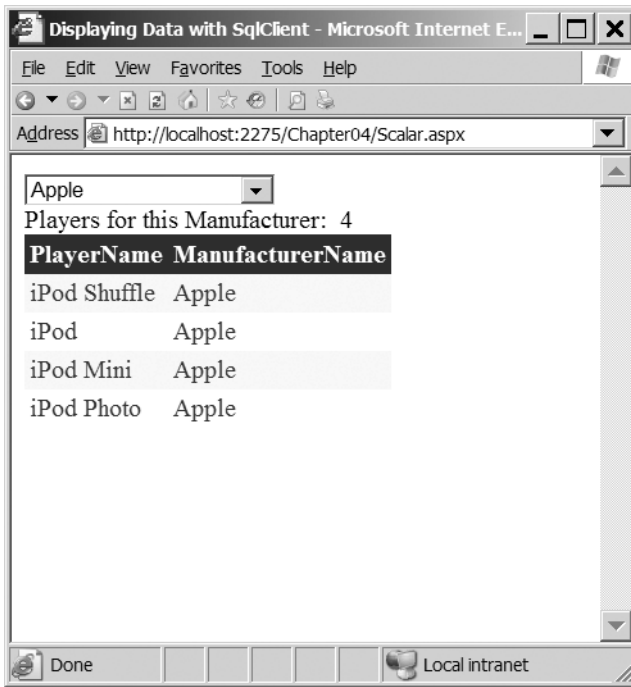 Displaying Data with SqlClient - Microsoft Internet E...
File Edit View Favorites Tools Help
Address http://localhost:2275/Chapter04/Scalar.aspx
Apple
Players for this Manufacturer: 4
PlayerName ManufacturerName
iPod Shuffle Apple
iPod Apple
iPod Mini Apple
iPod Photo Apple
Done Local intranet